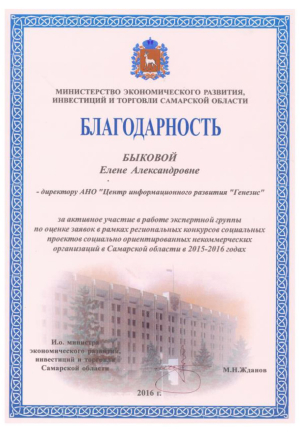 МИНИСТЕРСТВО ЭКОНОМИЧЕСКОГО РАЗВИТИЯ,
ИНВЕСТИЦИЙ И ТОРГОВЛИ САМАРСКОЙ ОБЛАСТИ
БЛАГОДАРНОСТЬ
БЫКОВОЙ
Елене Александровне
- директору АНО "Центр информационного развития "Генезис"
за активное участие в работе экспертной группы
по оценке заявок в рамках региональных конкурсов социальных
проектов социально ориентированных некоммерческих
организаций в Самарской области в 2015-2016 годах
И.о. министра
экономического развития,
инвестиций и торговли
Самарской области
М.Н.Жданов
2016 г.